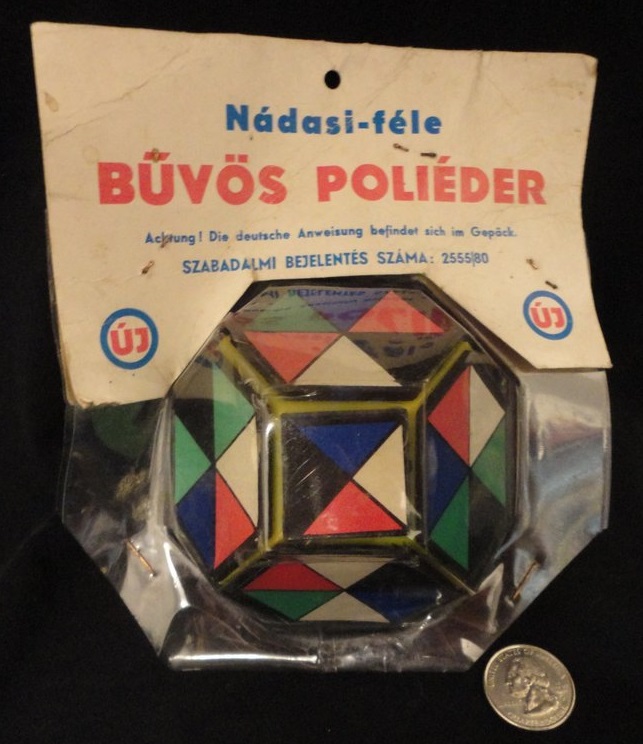 Nádasi-féle
BŰVÖS POLIÉDER
Achtung! Die deutsche Anweisung befindet sich im Gepäck.
SZABADALMI BEJELENTÉS SZÁMA: 2555/80
ÚJ
ÚJ